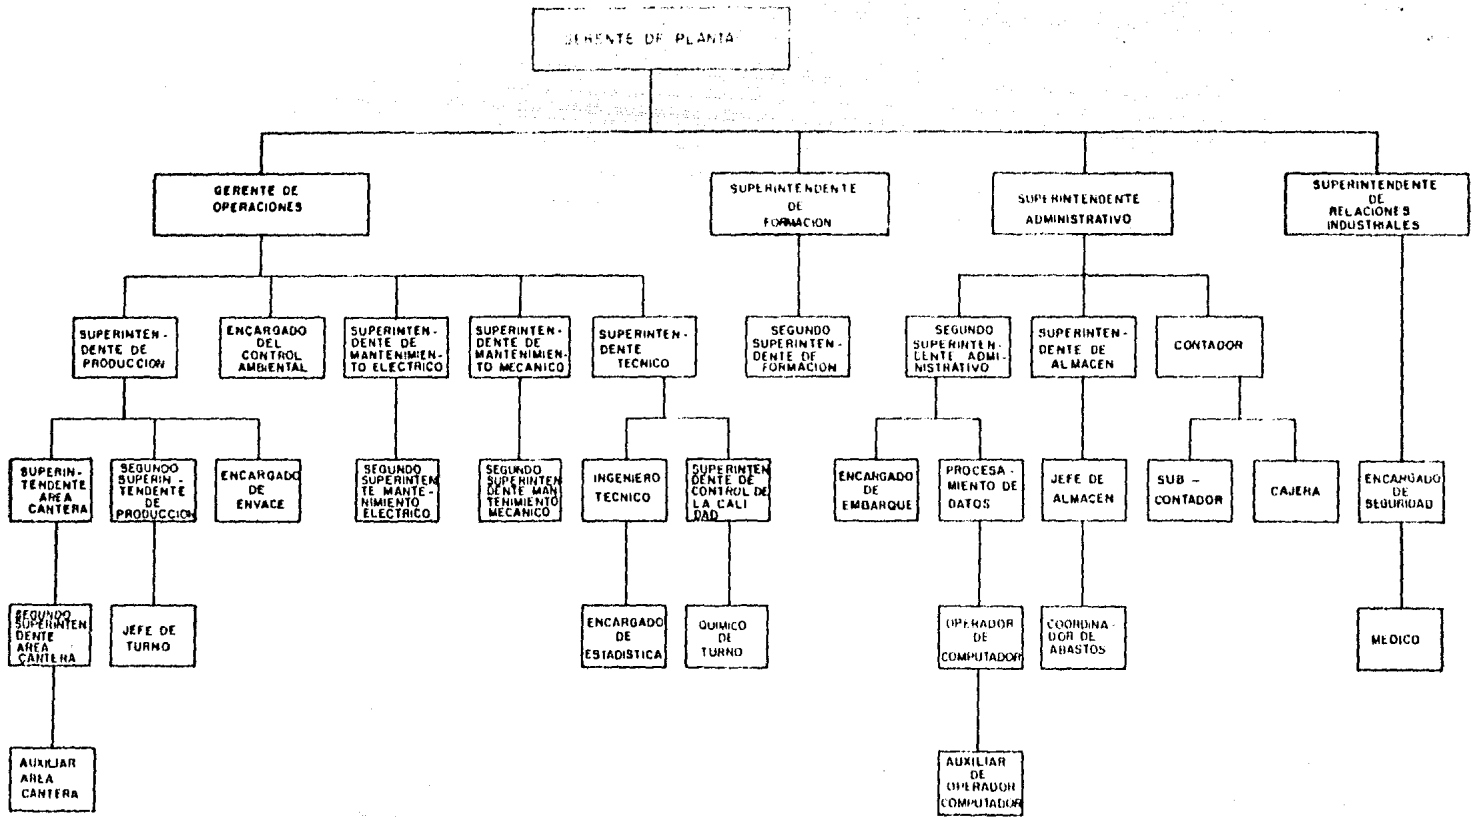 GERENTE DE PLANTA
GERENTE DE
OPERACIONES
SUPERINTENDENTE
DE
FORMACION
SUPERINTENDENTE
ADMINISTRATIVO
SUPERINTENDENTE
DE
RELACIONES
INDUSTRIALES
SUPERINTEN-
DENTE DE
PRODUCCION
ENCARGADO
DEL
CONTROL
AMBIENTAL
SUPERINTEN-
DENTE DE
MANTENIMIEN-
TO ELECTRICO
SUPERINTEN-
DENTE DE
MANTENIMIEN-
TO MECANICO
SUPERINTEN-
DENTE
TECNICO
SEGUNDO
SUPERINTEN-
DENTE DE
FORMACION
SEGUNDO
SUPERINTEN-
DENTE ADMI-
NISTRATIVO
SUPERINTEN-
DENTE DE
ALMACEN
CONTADOR
SUPERIN-
TENDENTE
AREA
CANTERA
SEGUNDO
SUPERIN-
TENDENTE
DE
PRODUCCION
ENCARGADO
DE
ENVACE
SEGUNDO
SUPERINTEN
TE MANTE-
NIMIENTO
ELECTRICO
SEGUNDO
SUPERINTEN
DENTE MAN
TENIMIENTO
MECANICO
INGENIERO
TECNICO
SUPERINTEN
DENTE DE
CONTROL DE
LA CALI
DAD
ENCARGADO
DE
EMBARQUE
PROCESA-
MIENTO DE
DATOS
JEFE DE
ALMACEN
SUB-
CONTADOR
CAJERA
ENCARGADO
DE
SEGURIDAD
SEGUNDO
SUPERINTEN
DENTE
AREA
CANTERA
JEFE DE
TURNO
ENCARGADO
DE
ESTADISTICA
QUIMICO
DE
TURNO
OPERADOR
DE
COMPUTADOR
COORDINA-
DOR DE
ABASTOS
MEDICO
AUXILIAR
AREA
CANTERA
AUXILIAR
DE
OPERADOR
COMPUTADOR